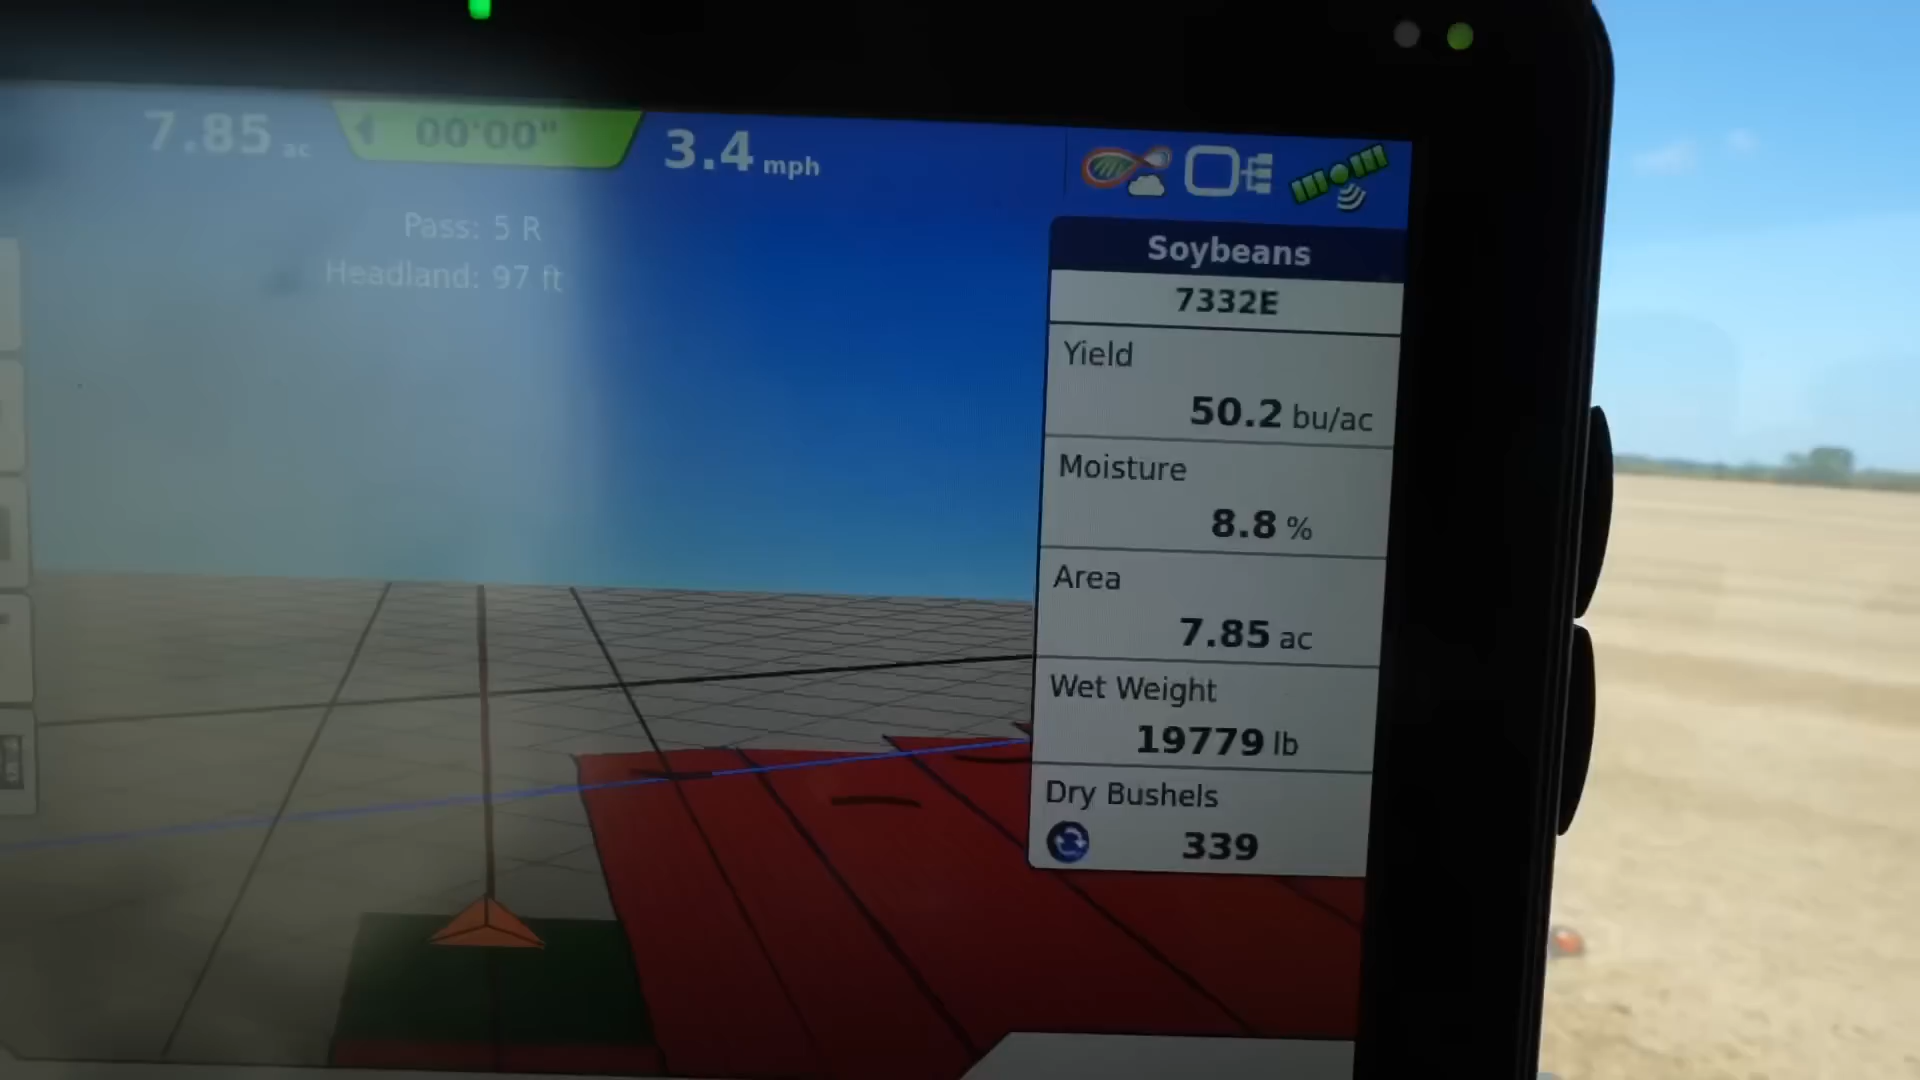 7.85 ac
00'00"
3.4 mph
Pass: 5 R
Headland: 97 ft
Soybeans
7332E
Yield
50.2 bu/ac
Moisture
8.8 %
Area
7.85 ac
Wet Weight
19779 lb
Dry Bushels
339